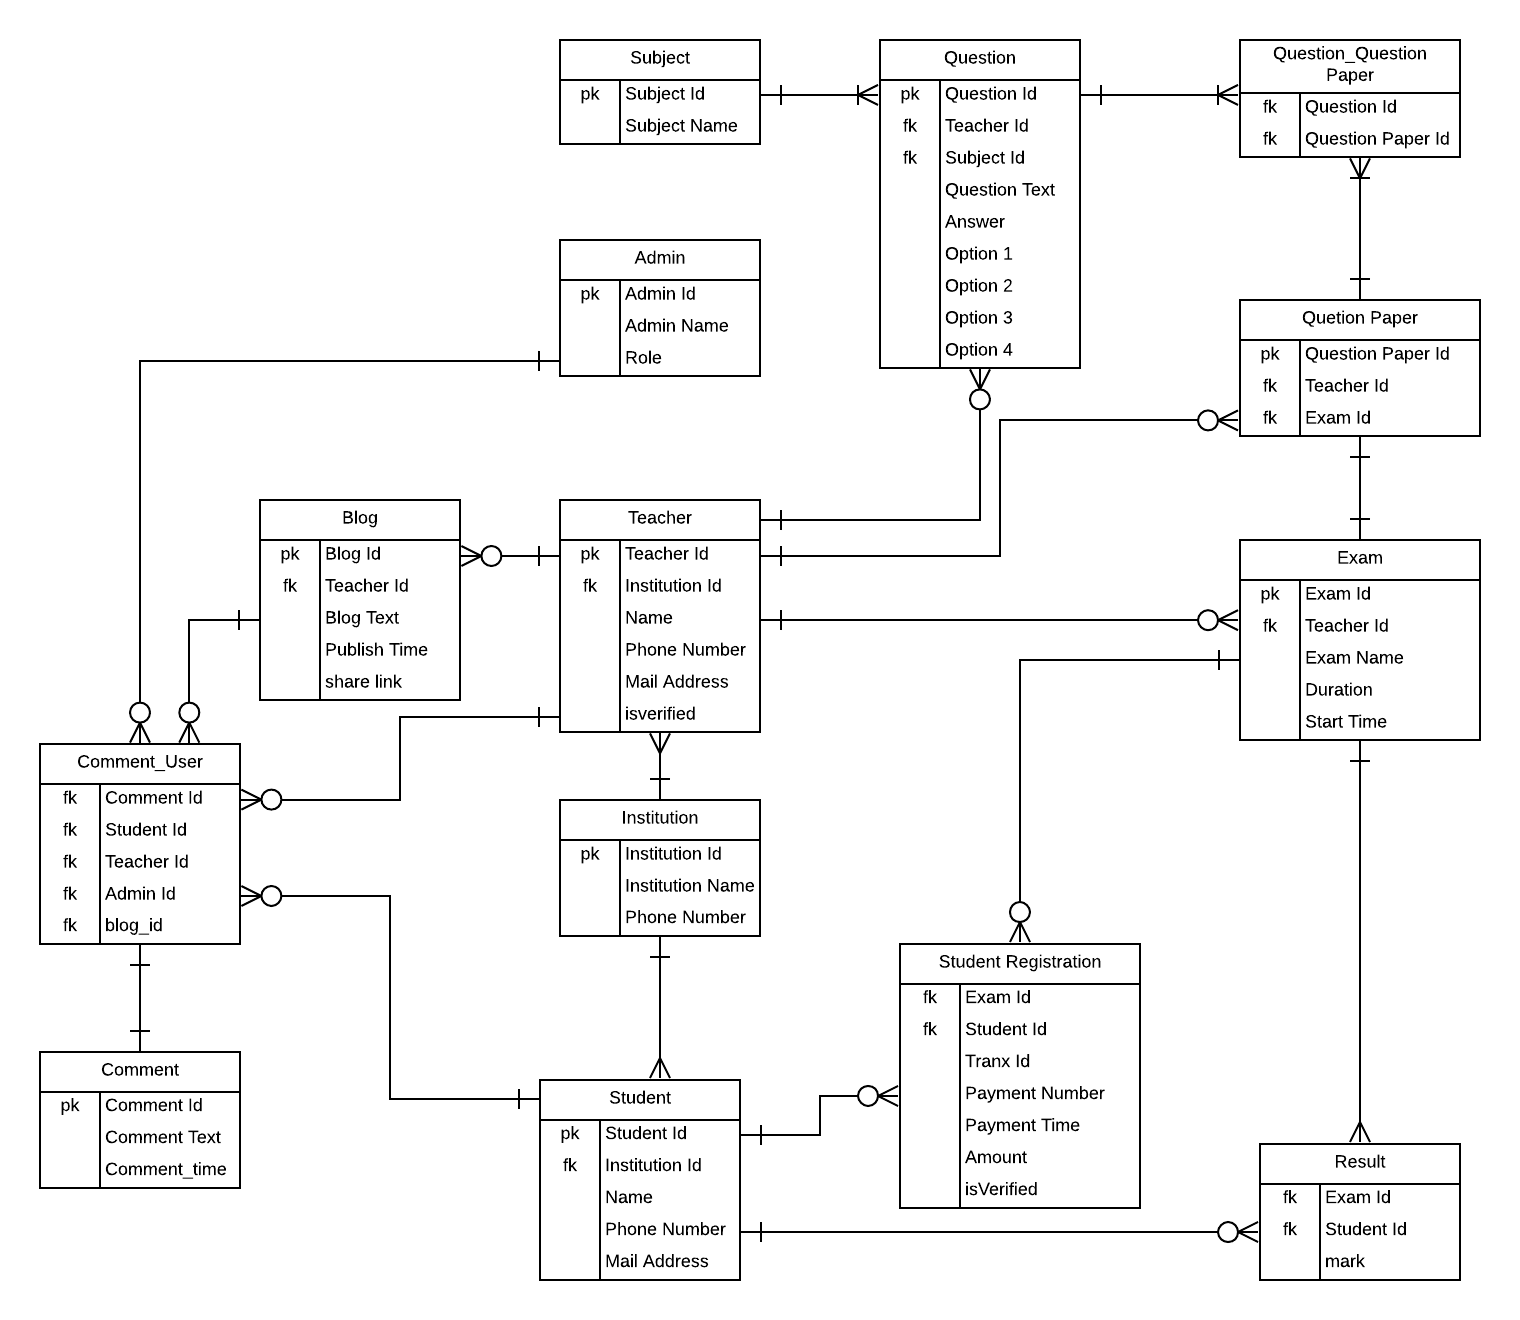 Subject
pk Subject Id
Subject Name
Question
pk Question Id
fk Teacher Id
fk Subject Id
Question Text
Answer
Option 1
Option 2
Option 3
Option 4
Question_Question
Paper
fk Question Id
fk Question Paper Id
Admin
pk Admin Id
Admin Name
Role
Quetion Paper
pk Question Paper Id
fk Teacher Id
fk Exam Id
Blog
pk Blog Id
fk Teacher Id
Blog Text
Publish Time
share link
Teacher
pk Teacher Id
fk Institution Id
Name
Phone Number
Mail Address
isverified
Exam
pk Exam Id
fk Teacher Id
Exam Name
Duration
Start Time
Comment_User
fk Comment Id
fk Student Id
fk Teacher Id
fk Admin Id
fk blog_id
Institution
pk Institution Id
Institution Name
Phone Number
Student Registration
fk Exam Id
fk Student Id
Tranx Id
Payment Number
Payment Time
Amount
isVerified
Comment
pk Comment Id
Comment Text
Comment_time
Student
pk Student Id
fk Institution Id
Name
Phone Number
Mail Address
Result
fk Exam Id
fk Student Id
mark